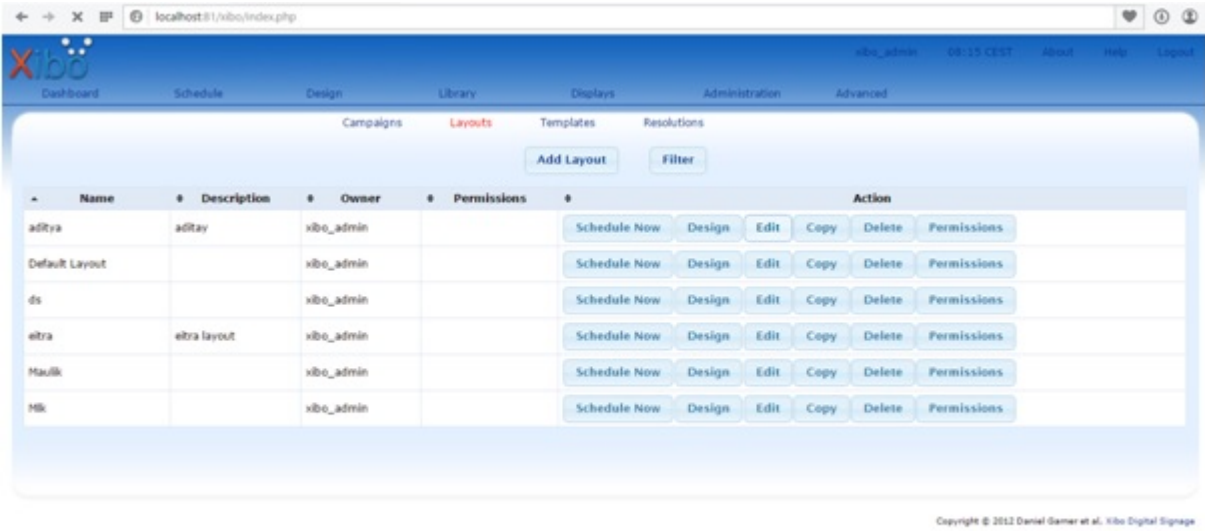 localhost:81/xibo/index.php
Xibo
xibo_admin 08:15 CEST About Help Logout
Dashboard Schedule Design Library Displays Administration Advanced
Campaigns Layouts Templates Resolutions
Add Layout Filter
Name Description Owner Permissions Action
aditya aditay xibo_admin Schedule Now Design Edit Copy Delete Permissions
Default Layout xibo_admin Schedule Now Design Edit Copy Delete Permissions
ds xibo_admin Schedule Now Design Edit Copy Delete Permissions
eitra eitra layout xibo_admin Schedule Now Design Edit Copy Delete Permissions
Maulik xibo_admin Schedule Now Design Edit Copy Delete Permissions
Mlk xibo_admin Schedule Now Design Edit Copy Delete Permissions
Copyright © 2012 Daniel Garner et al. Xibo Digital Signage